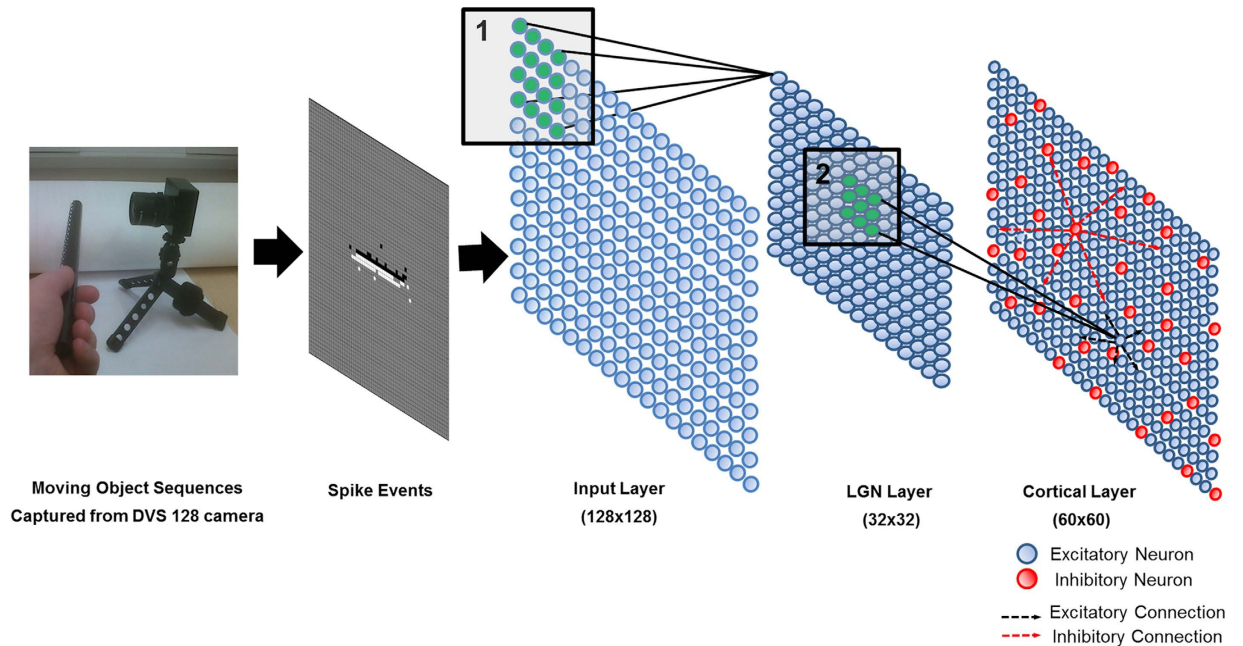 1
2
Moving Object Sequences
Captured from DVS 128 camera
Spike Events
Input Layer
(128x128)
LGN Layer
(32x32)
Cortical Layer
(60x60)
Excitatory Neuron
Inhibitory Neuron
Excitatory Connection
Inhibitory Connection